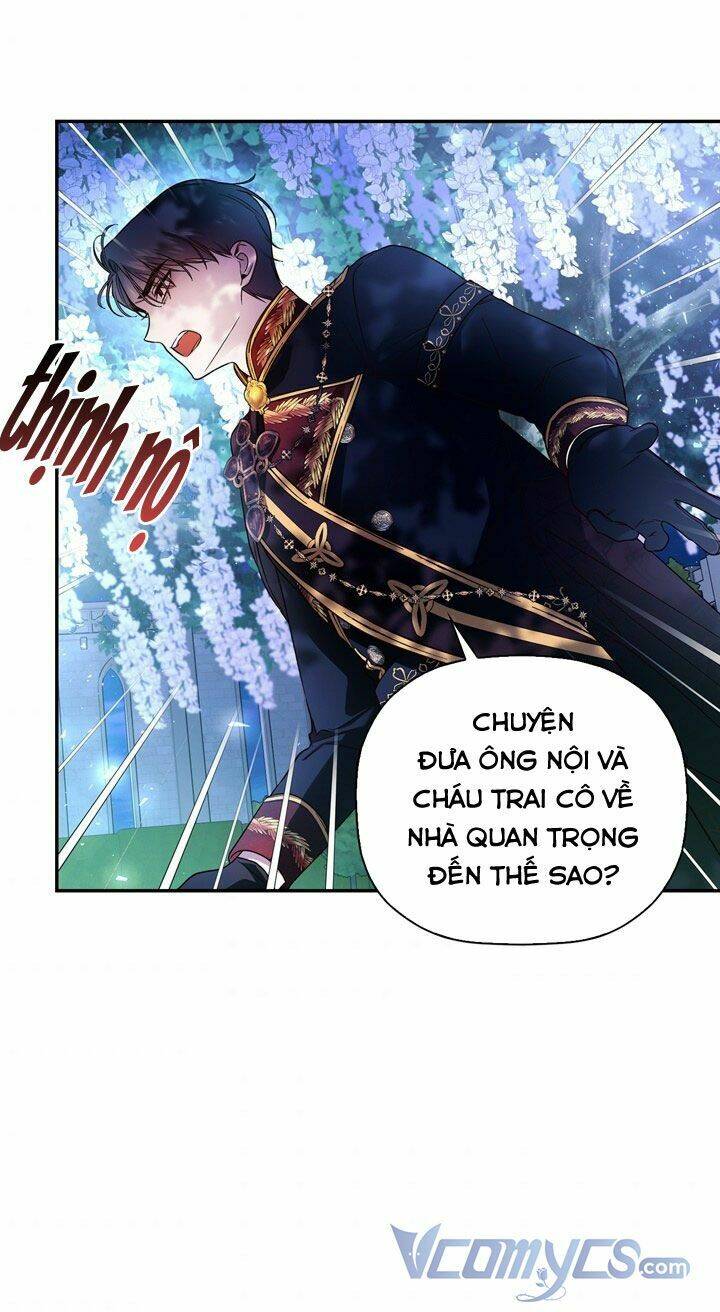 thịnh nộ
CHUYỆN
ĐƯA ÔNG NỘI VÀ
CHÁU TRAI CÔ VỀ
NHÀ QUAN TRỌNG
ĐẾN THẾ SAO?
VCOMYCS.com